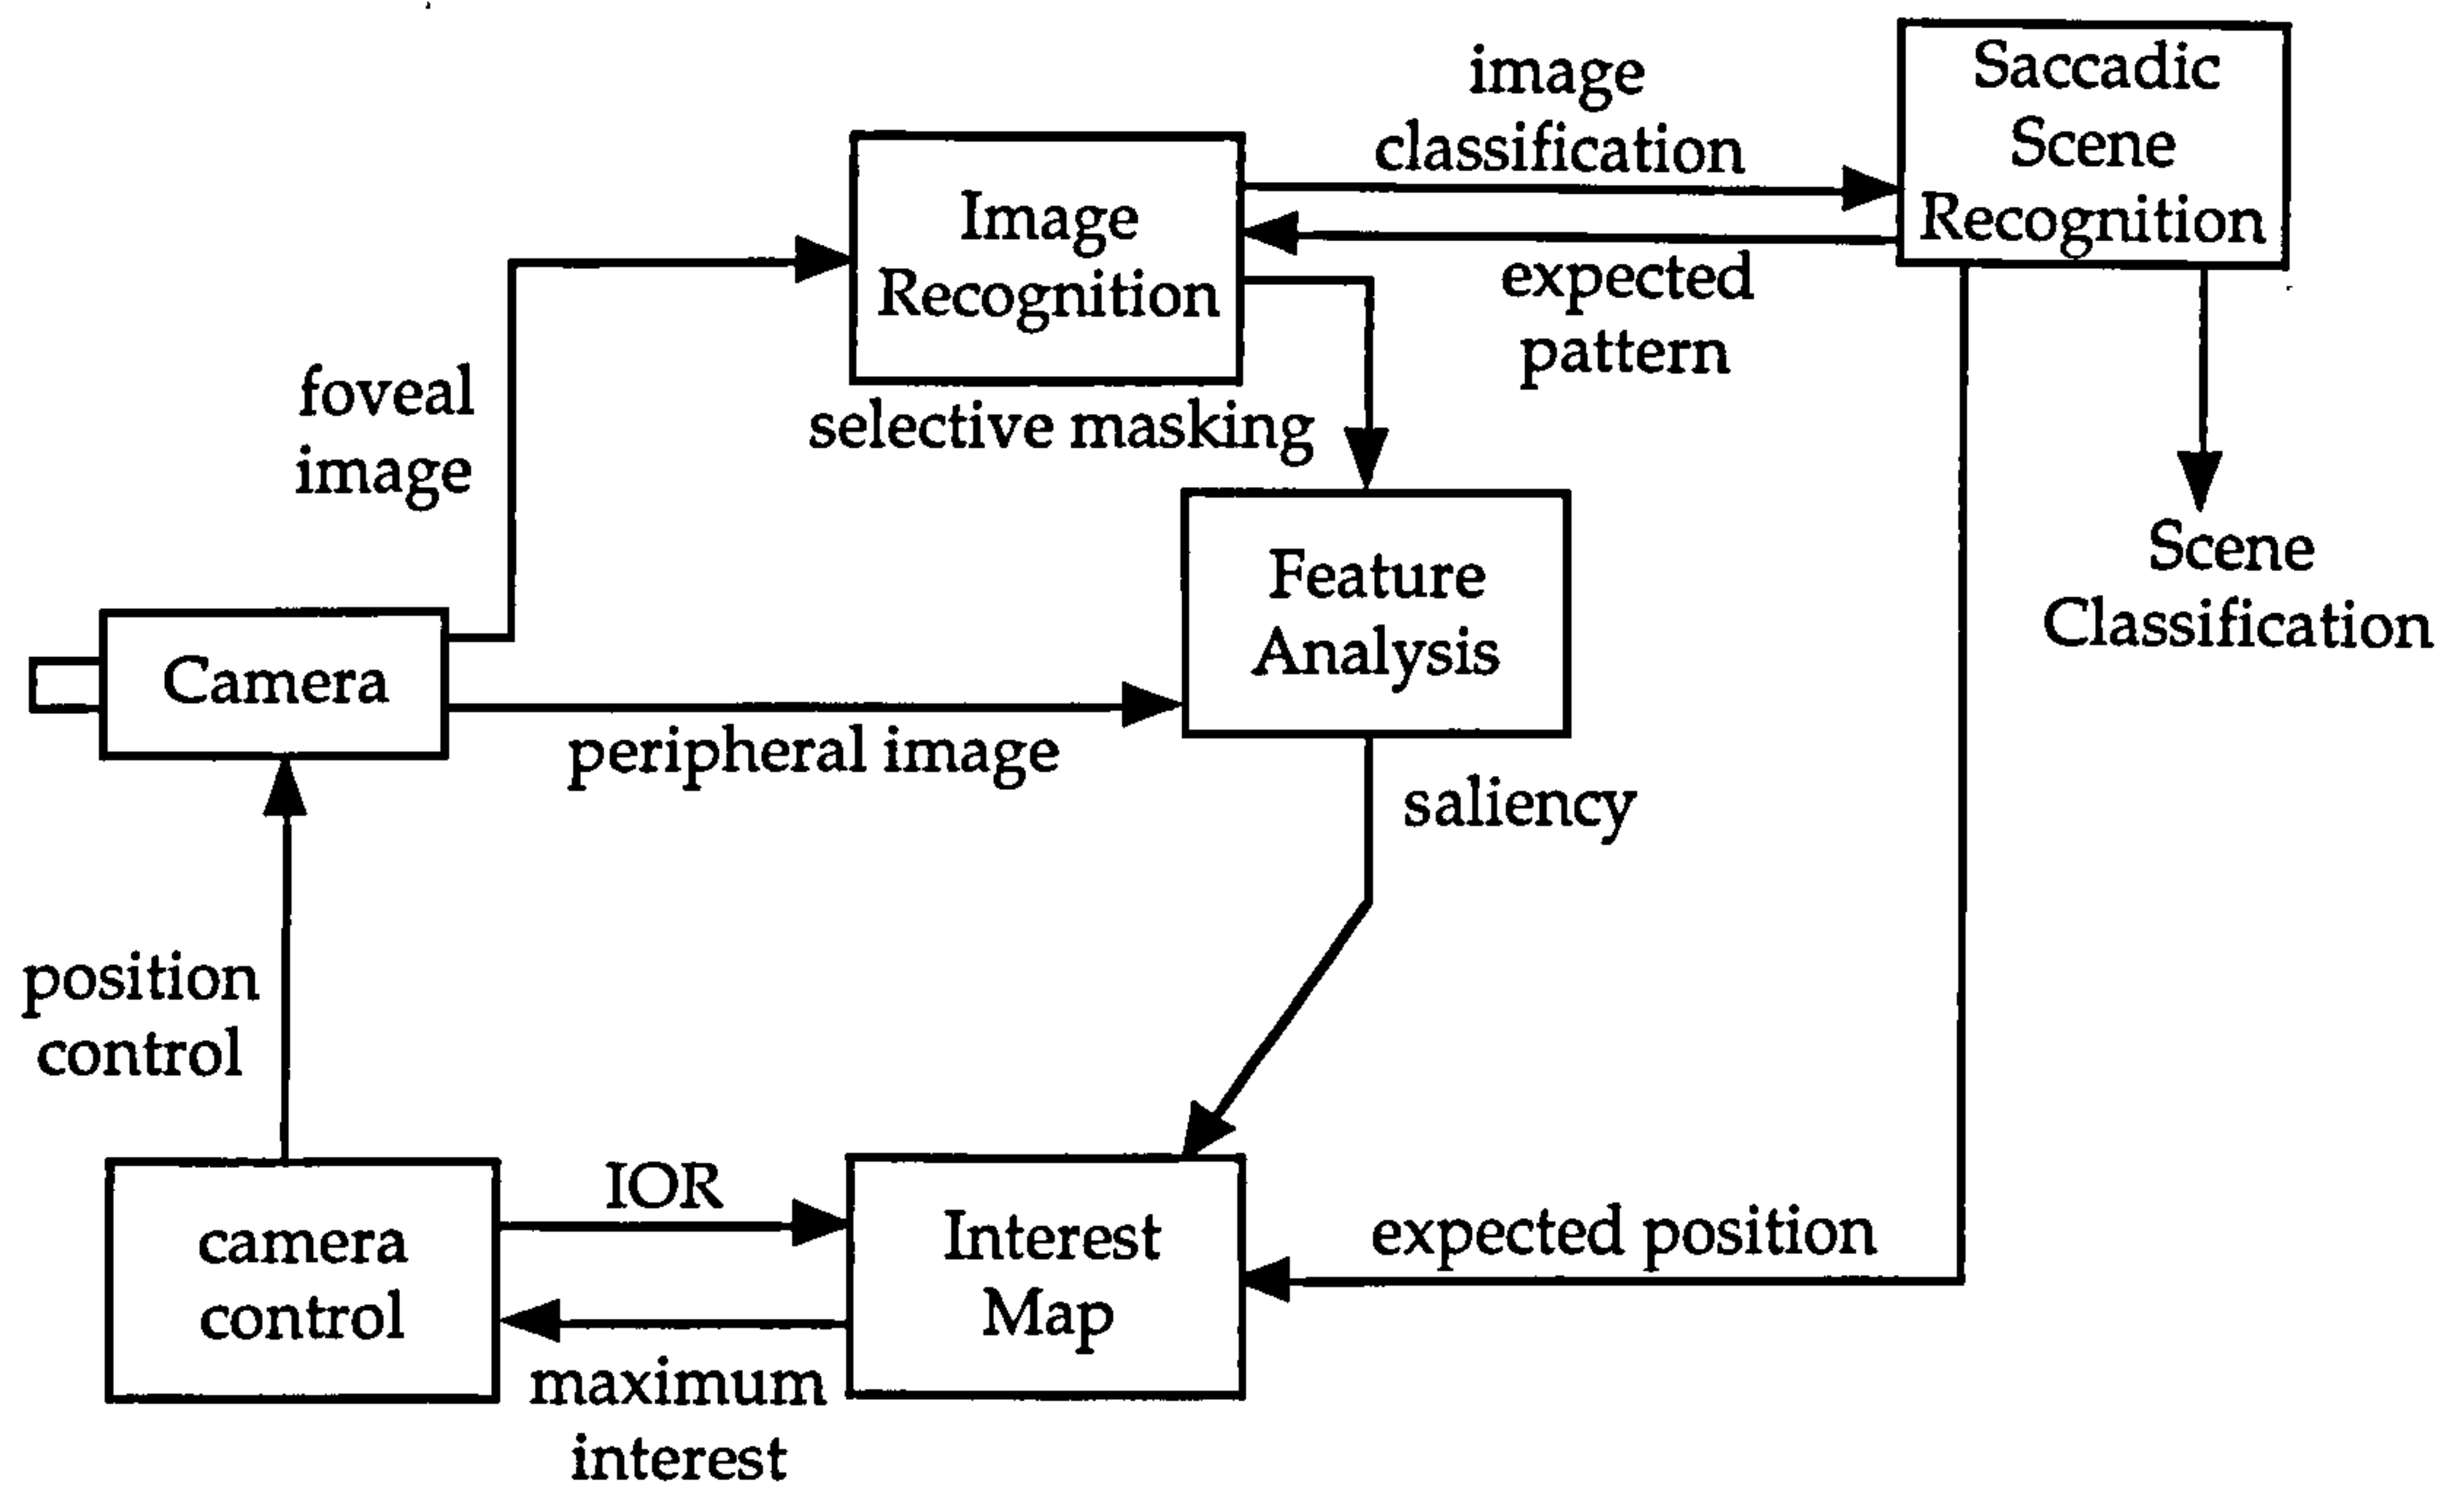 image
classification
Saccadic
Scene
Recognition
Image
Recognition
expected
pattern
foveal
image
selective masking
Feature
Analysis
Scene
Classification
Camera
peripheral image
saliency
position
control
camera
control
IOR
Interest
Map
expected position
maximum
interest